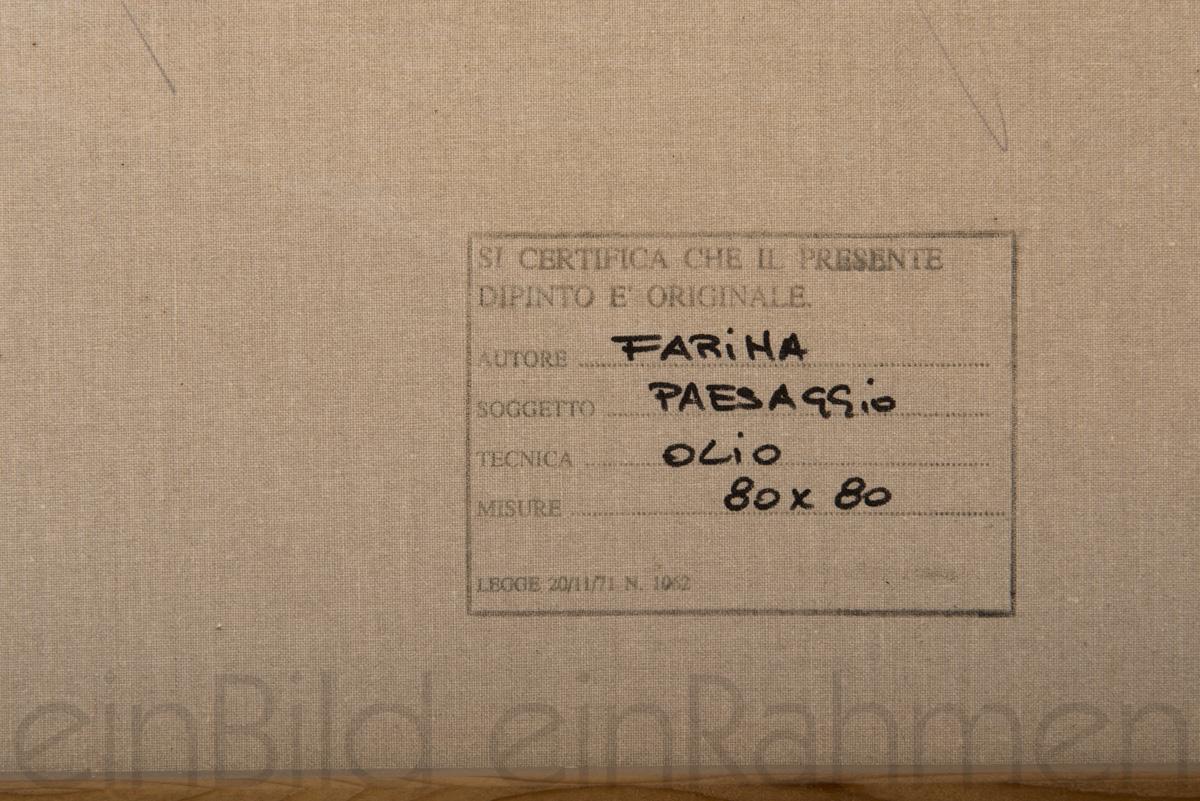 SI CERTIFICA CHE IL PRESENTE
DIPINTO E' ORIGINALE.
AUTORE FARiNA
SOGGETTO PAESAGGio
TECNICA OLiO
MISURE 80 x 80
LEGGE 20/11/71 N. 1062
einBild einRahmen